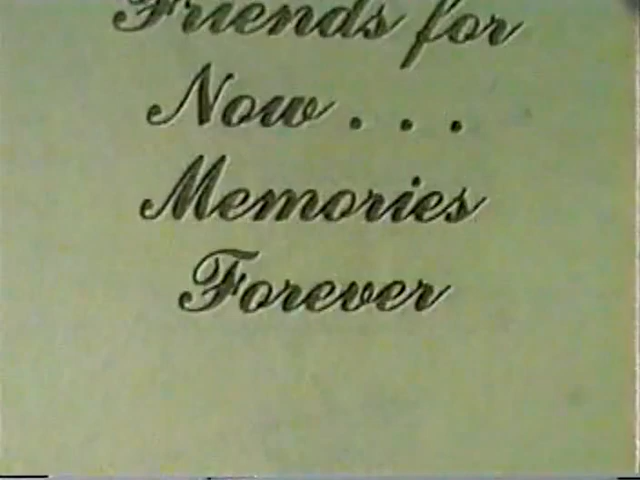 Friends for
Now . . .
Memories
Forever